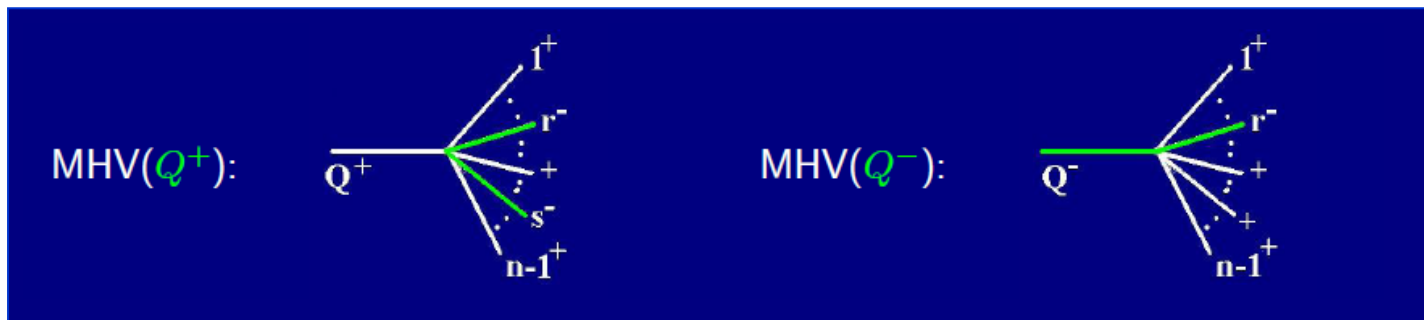 1⁺ 1⁺
r⁻ r⁻
MHV(Q⁺): Q⁺ + MHV(Q⁻): Q⁻ +
s⁻ +
n-1⁺ n-1⁺